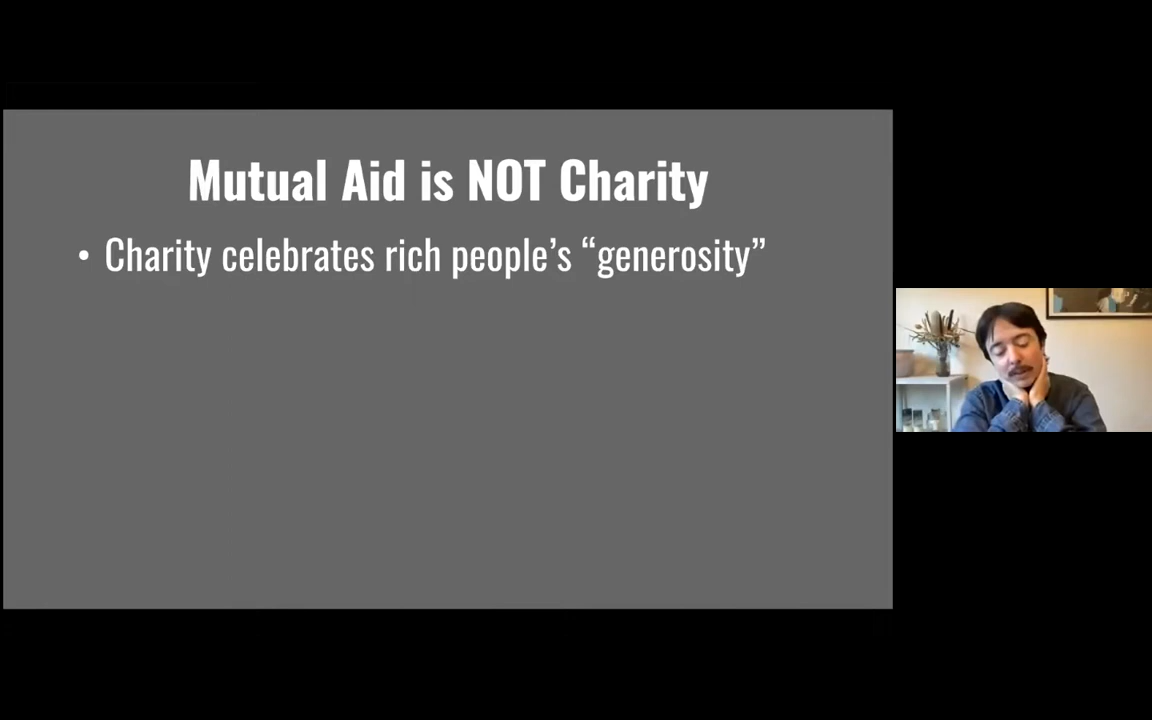 Mutual Aid is NOT Charity
• Charity celebrates rich people’s “generosity”